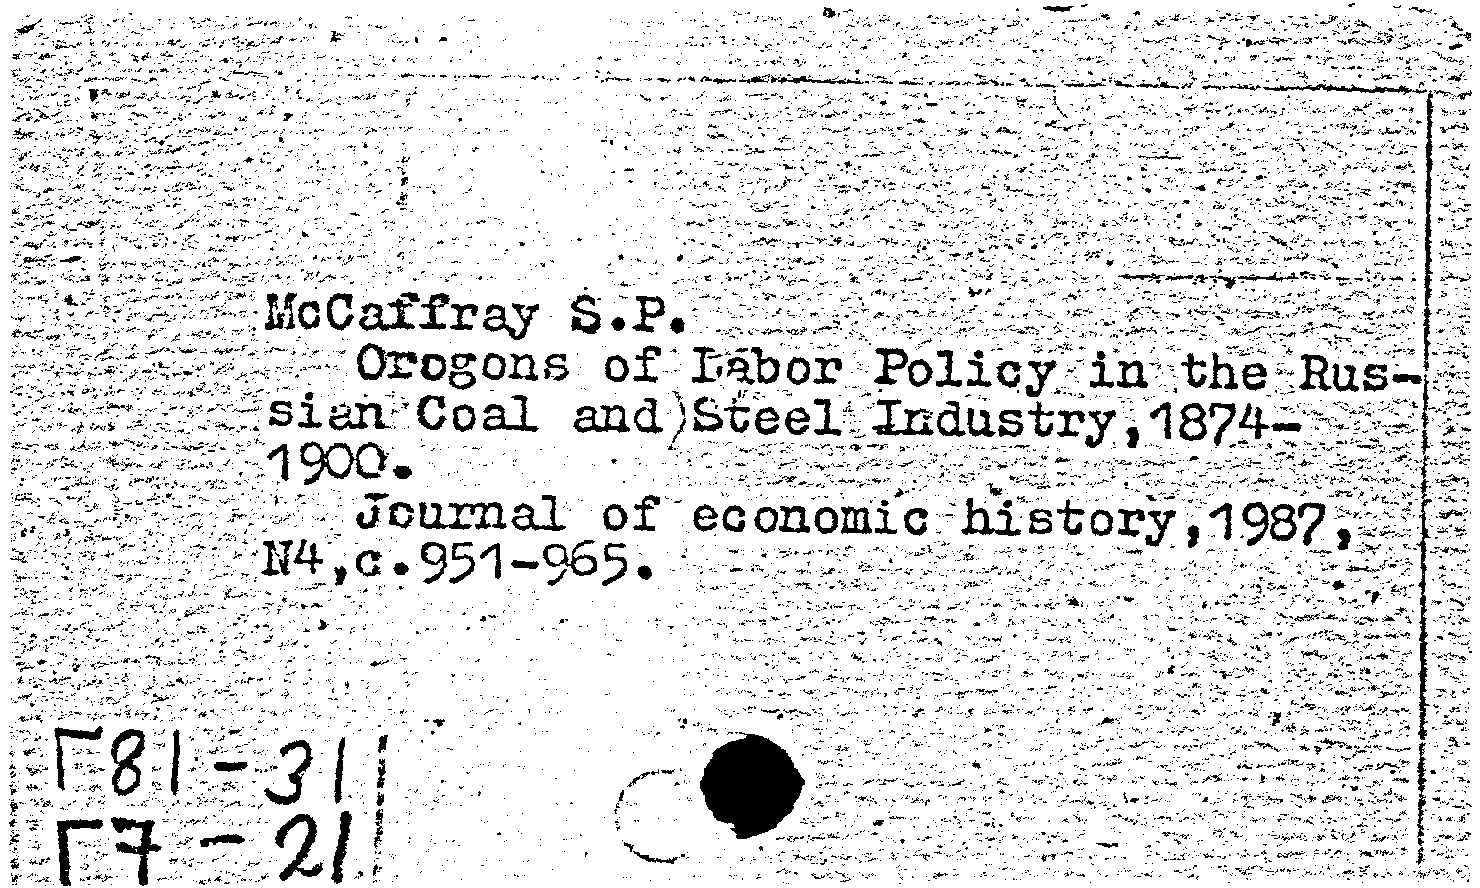 McCaffray S.P.
Orogons of Labor Policy in the Rus-
sian Coal and)Steel Industry,1874-
1900.
Journal of economic history,1987,
N4,c.951-965.
Г81-31
Г7-21